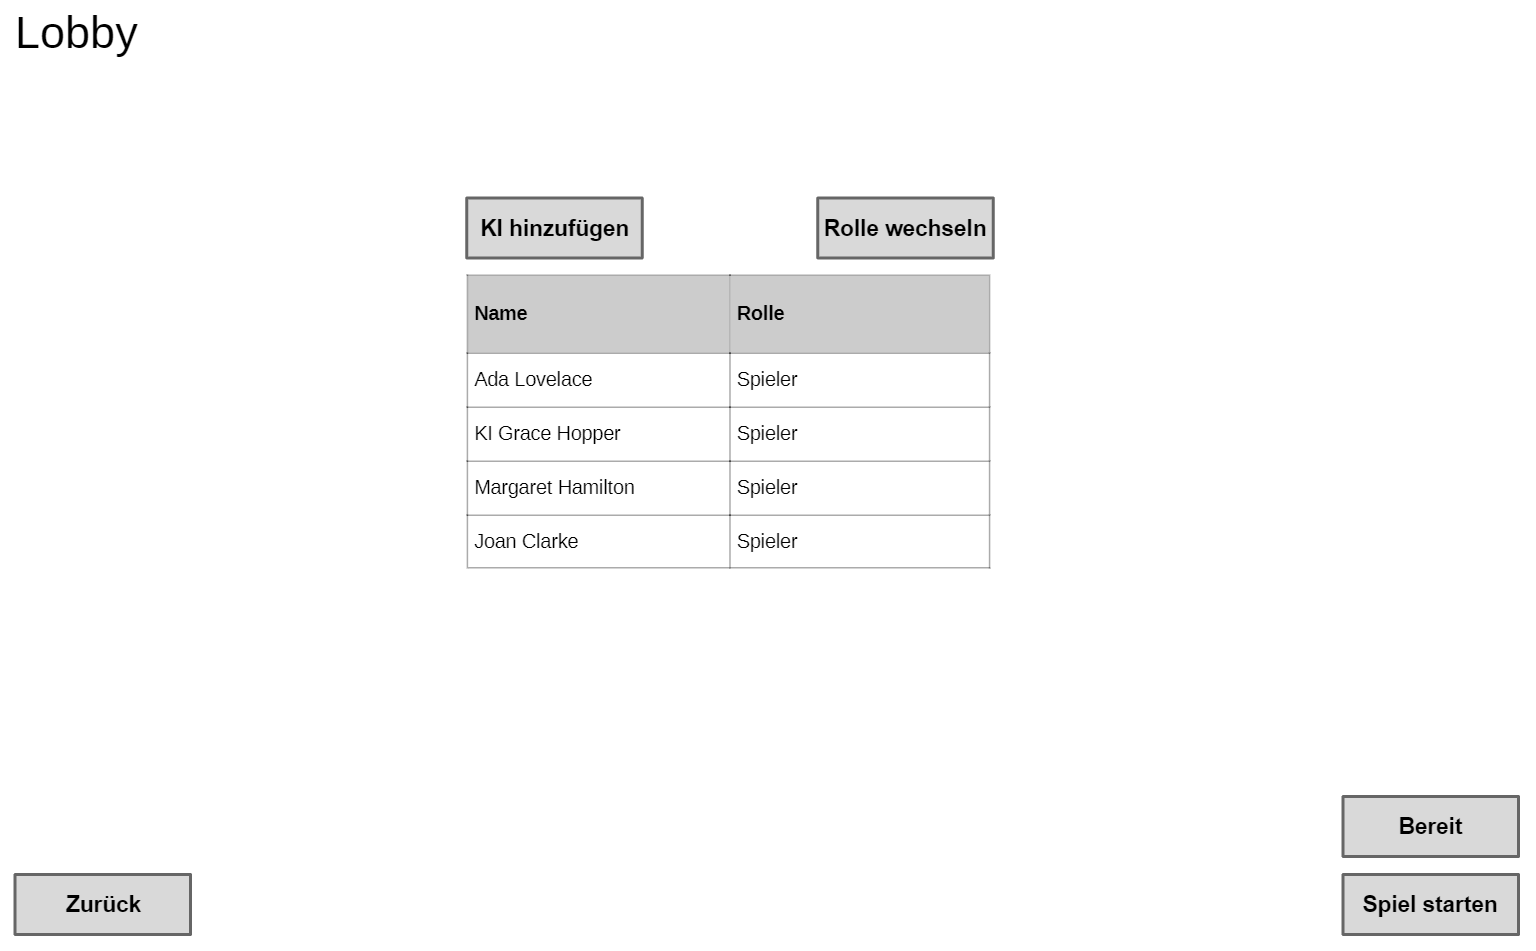 Lobby
KI hinzufügen
Rolle wechseln
Name Rolle
Ada Lovelace Spieler
KI Grace Hopper Spieler
Margaret Hamilton Spieler
Joan Clarke Spieler
Bereit
Zurück
Spiel starten